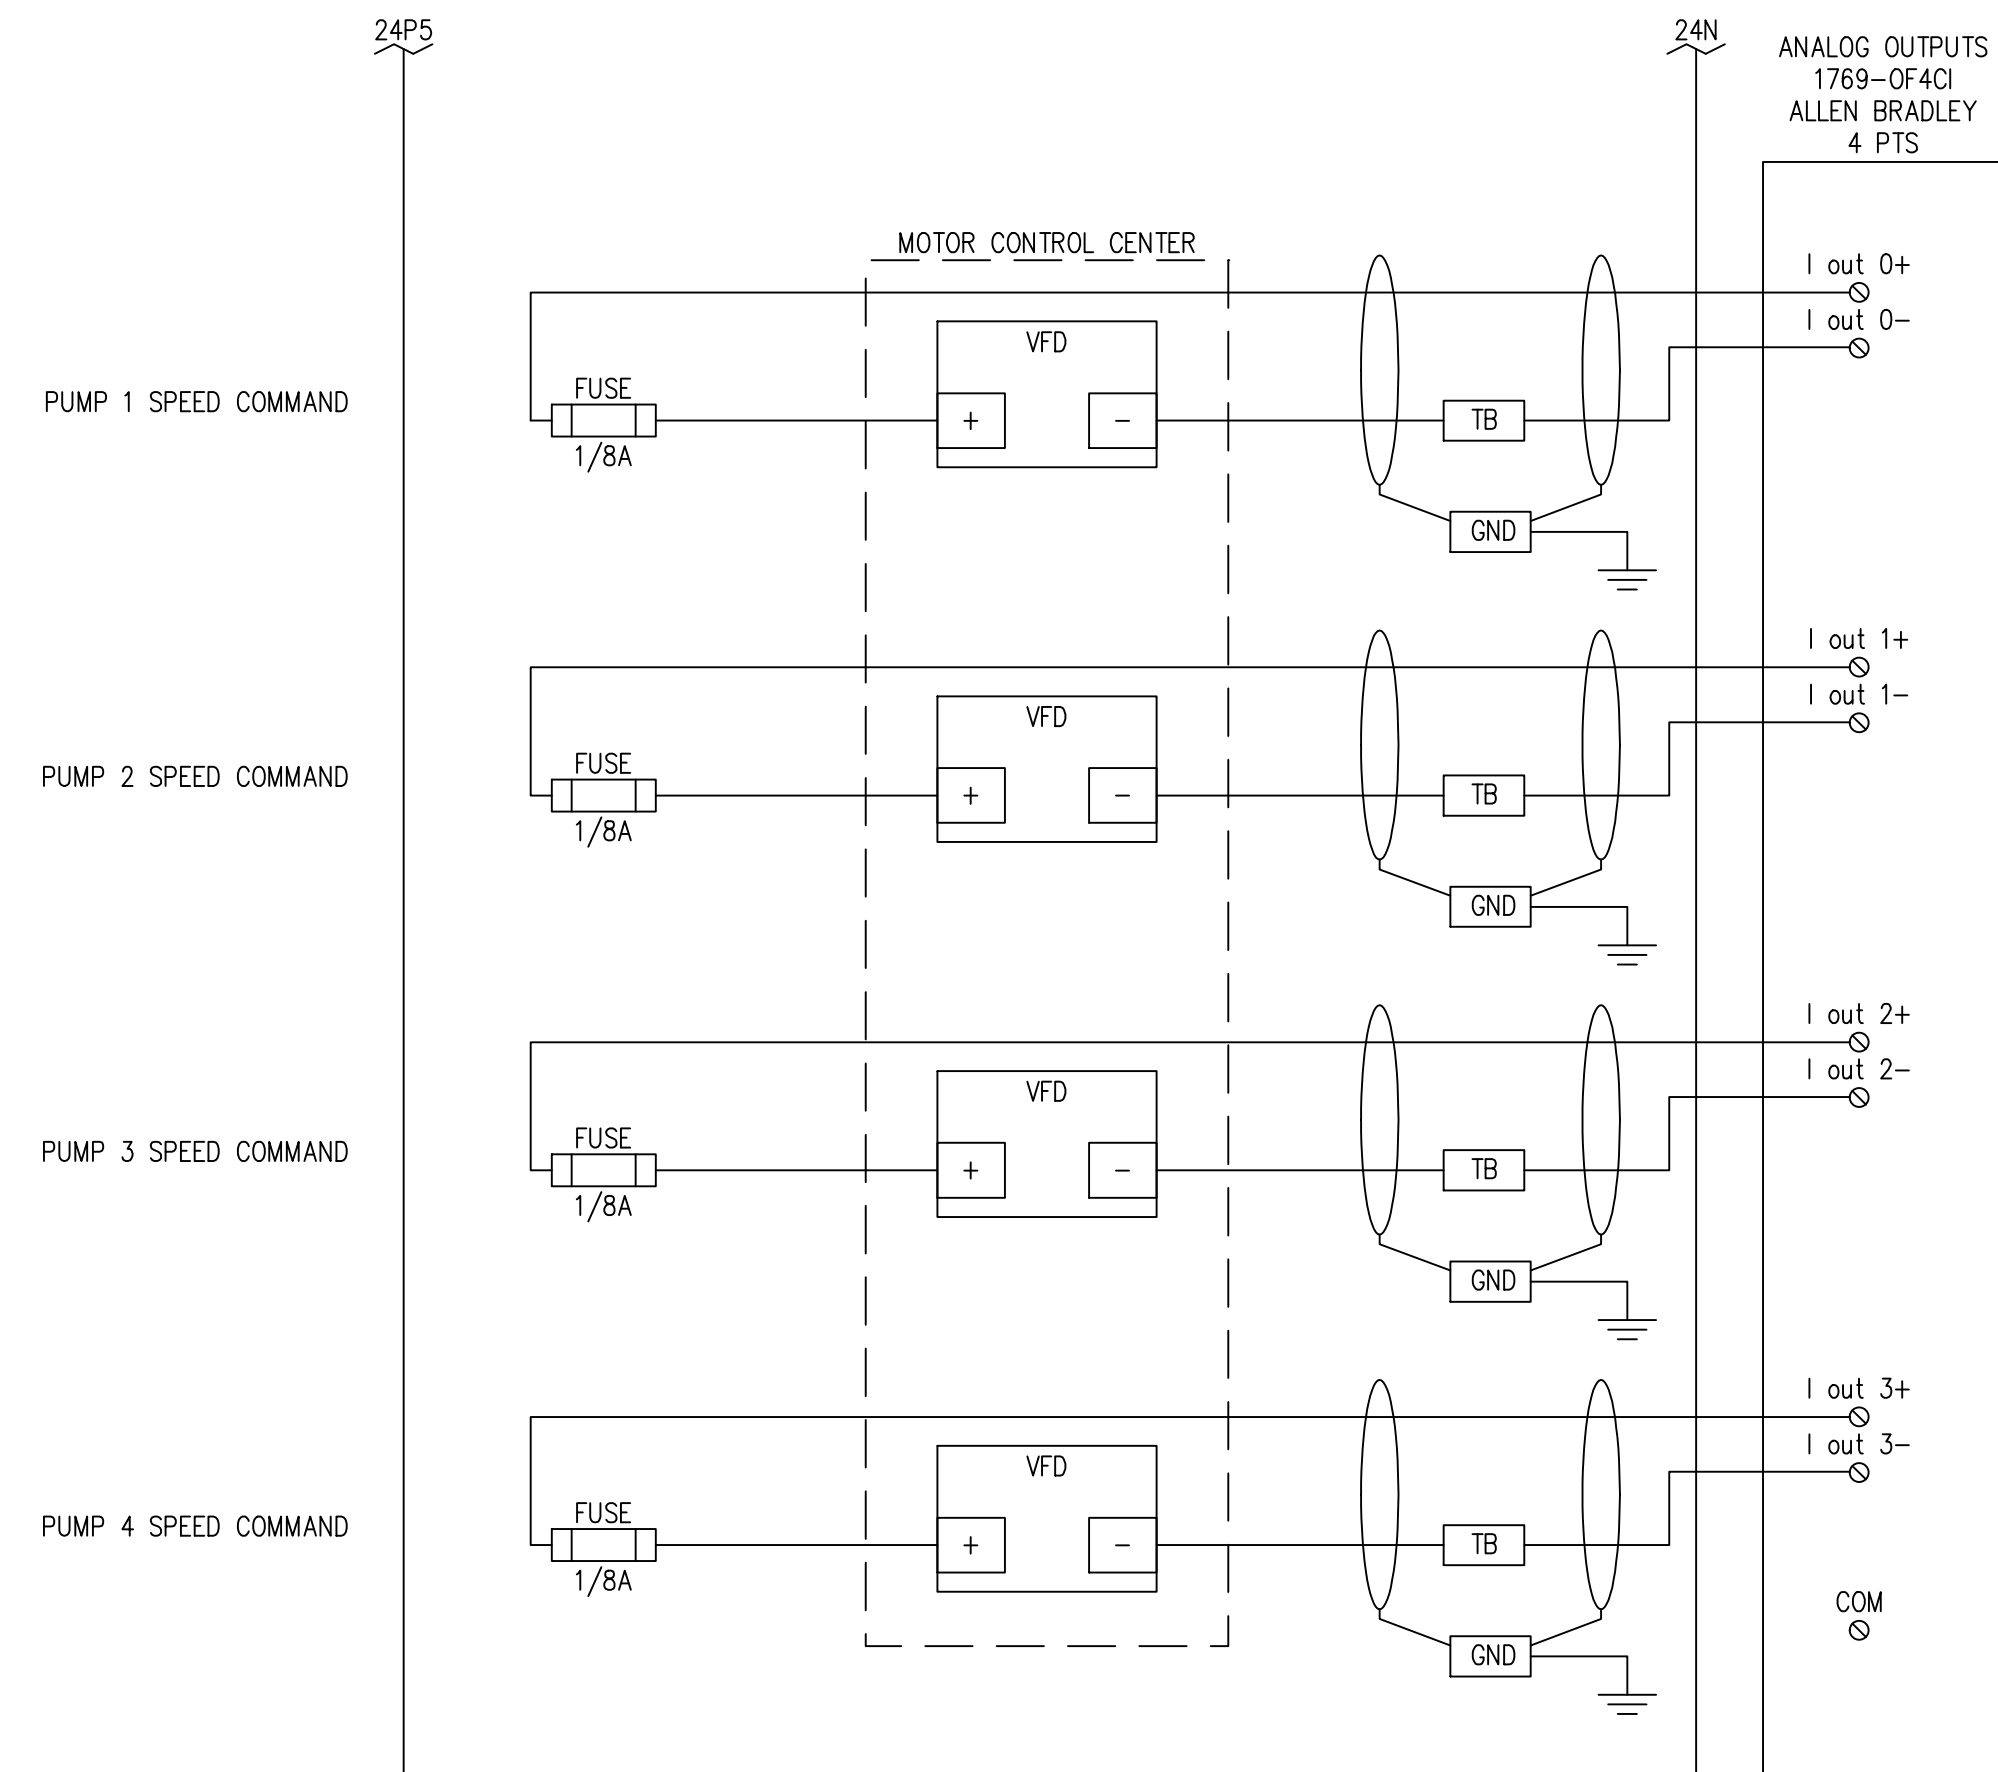 24P5
24N
ANALOG OUTPUTS
1769-OF4CI
ALLEN BRADLEY
4 PTS
MOTOR CONTROL CENTER
I out 0+
I out 0-
VFD
PUMP 1 SPEED COMMAND
FUSE
1/8A
+
-
TB
GND
I out 1+
I out 1-
VFD
PUMP 2 SPEED COMMAND
FUSE
1/8A
+
-
TB
GND
I out 2+
I out 2-
VFD
PUMP 3 SPEED COMMAND
FUSE
1/8A
+
-
TB
GND
I out 3+
I out 3-
VFD
PUMP 4 SPEED COMMAND
FUSE
1/8A
+
-
TB
COM
GND